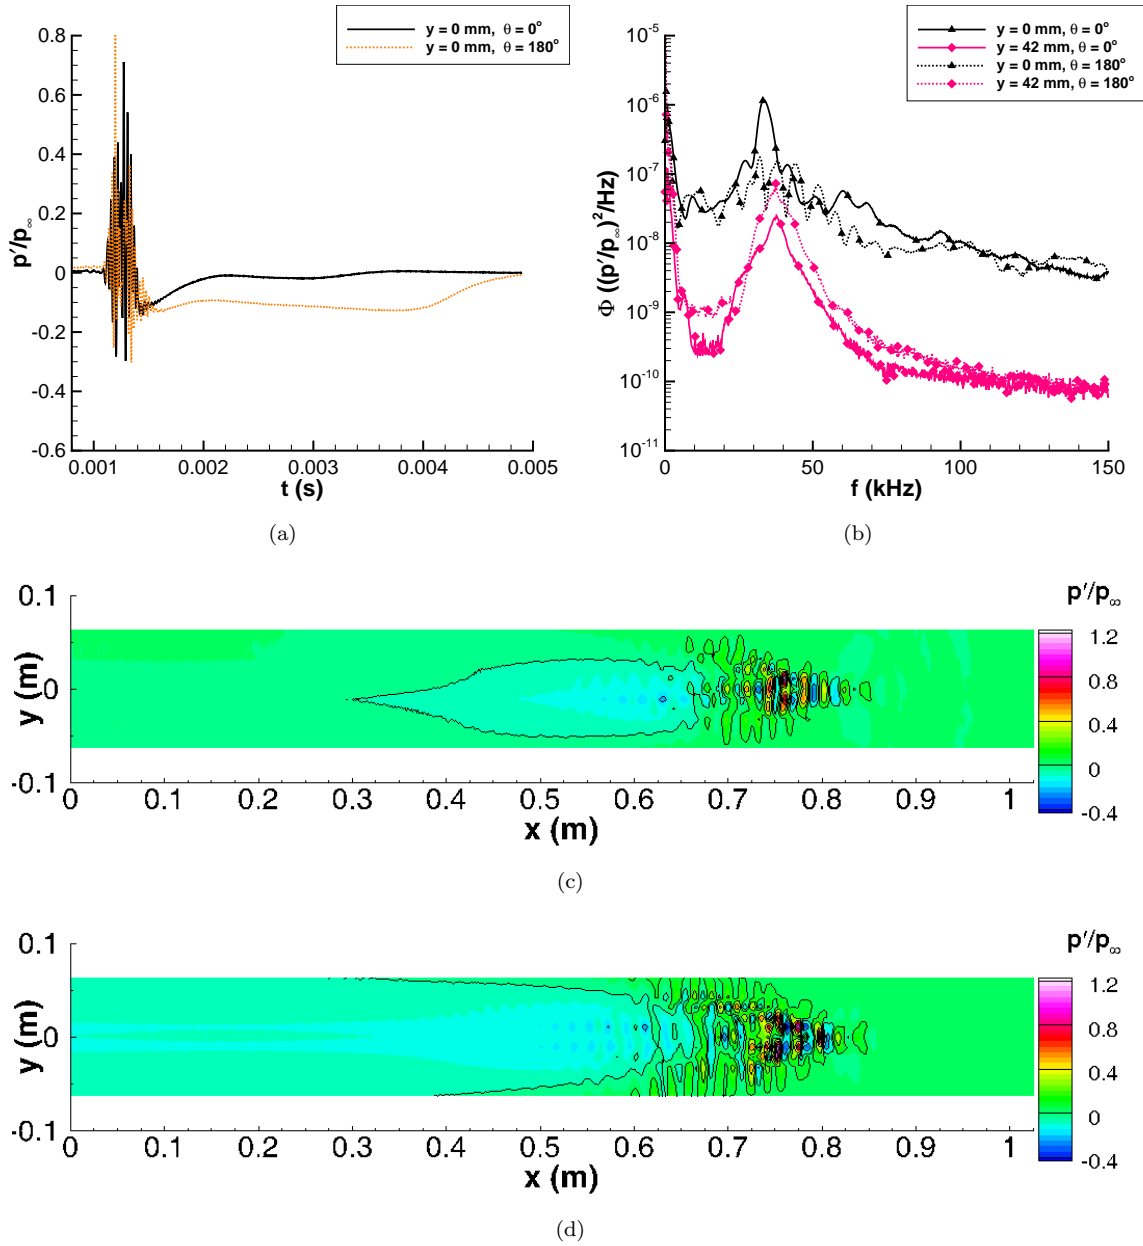 y = 0 mm, θ = 0°
y = 0 mm, θ = 180°
0.8
0.6
0.4
0.2
0
-0.2
-0.4
-0.6
p'/p∞
0.001 0.002 0.003 0.004 0.005
t (s)
(a)
y = 0 mm, θ = 0°
y = 42 mm, θ = 0°
y = 0 mm, θ = 180°
y = 42 mm, θ = 180°
10⁻⁵
10⁻⁶
10⁻⁷
10⁻⁸
10⁻⁹
10⁻¹⁰
10⁻¹¹
Φ ((p'/p∞)²/Hz)
0 50 100 150
f (kHz)
(b)
0.1
0
-0.1
y (m)
0 0.1 0.2 0.3 0.4 0.5 0.6 0.7 0.8 0.9 1
x (m)
p'/p∞
1.2
0.8
0.4
0
-0.4
(c)
0.1
0
-0.1
y (m)
0 0.1 0.2 0.3 0.4 0.5 0.6 0.7 0.8 0.9 1
x (m)
p'/p∞
1.2
0.8
0.4
0
-0.4
(d)